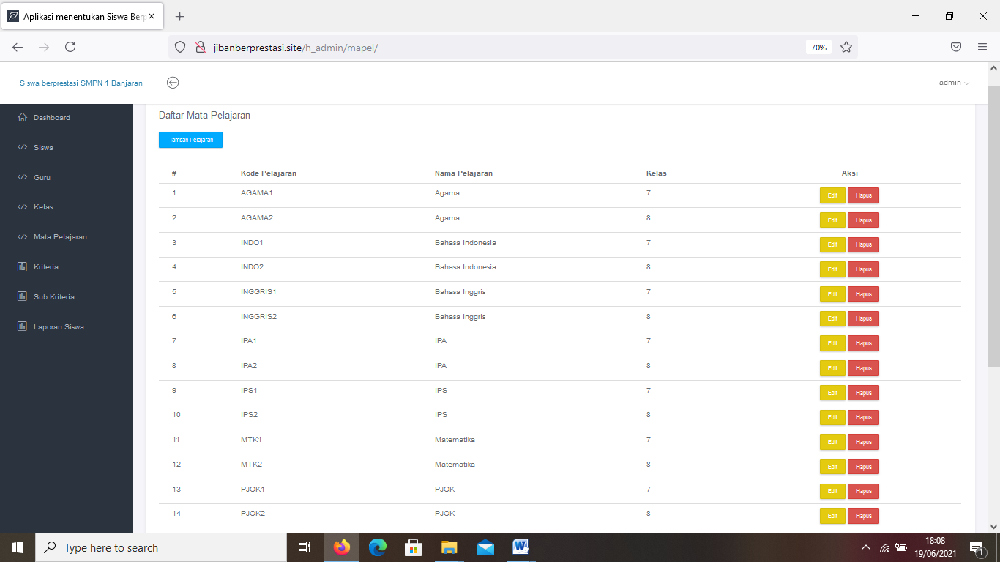 Aplikasi menentukan Siswa Berp
jibanberprestasi.site/h_admin/mapel/
70%
Siswa berprestasi SMPN 1 Banjaran
admin
Dashboard
Siswa
Guru
Kelas
Mata Pelajaran
Kriteria
Sub Kriteria
Laporan Siswa
Daftar Mata Pelajaran
Tambah Pelajaran
# Kode Pelajaran Nama Pelajaran Kelas Aksi
1 AGAMA1 Agama 7 Edit Hapus
2 AGAMA2 Agama 8 Edit Hapus
3 INDO1 Bahasa Indonesia 7 Edit Hapus
4 INDO2 Bahasa Indonesia 8 Edit Hapus
5 INGGRIS1 Bahasa Inggris 7 Edit Hapus
6 INGGRIS2 Bahasa Inggris 8 Edit Hapus
7 IPA1 IPA 7 Edit Hapus
8 IPA2 IPA 8 Edit Hapus
9 IPS1 IPS 7 Edit Hapus
10 IPS2 IPS 8 Edit Hapus
11 MTK1 Matematika 7 Edit Hapus
12 MTK2 Matematika 8 Edit Hapus
13 PJOK1 PJOK 7 Edit Hapus
14 PJOK2 PJOK 8 Edit Hapus
Type here to search
18:08
19/06/2021
1